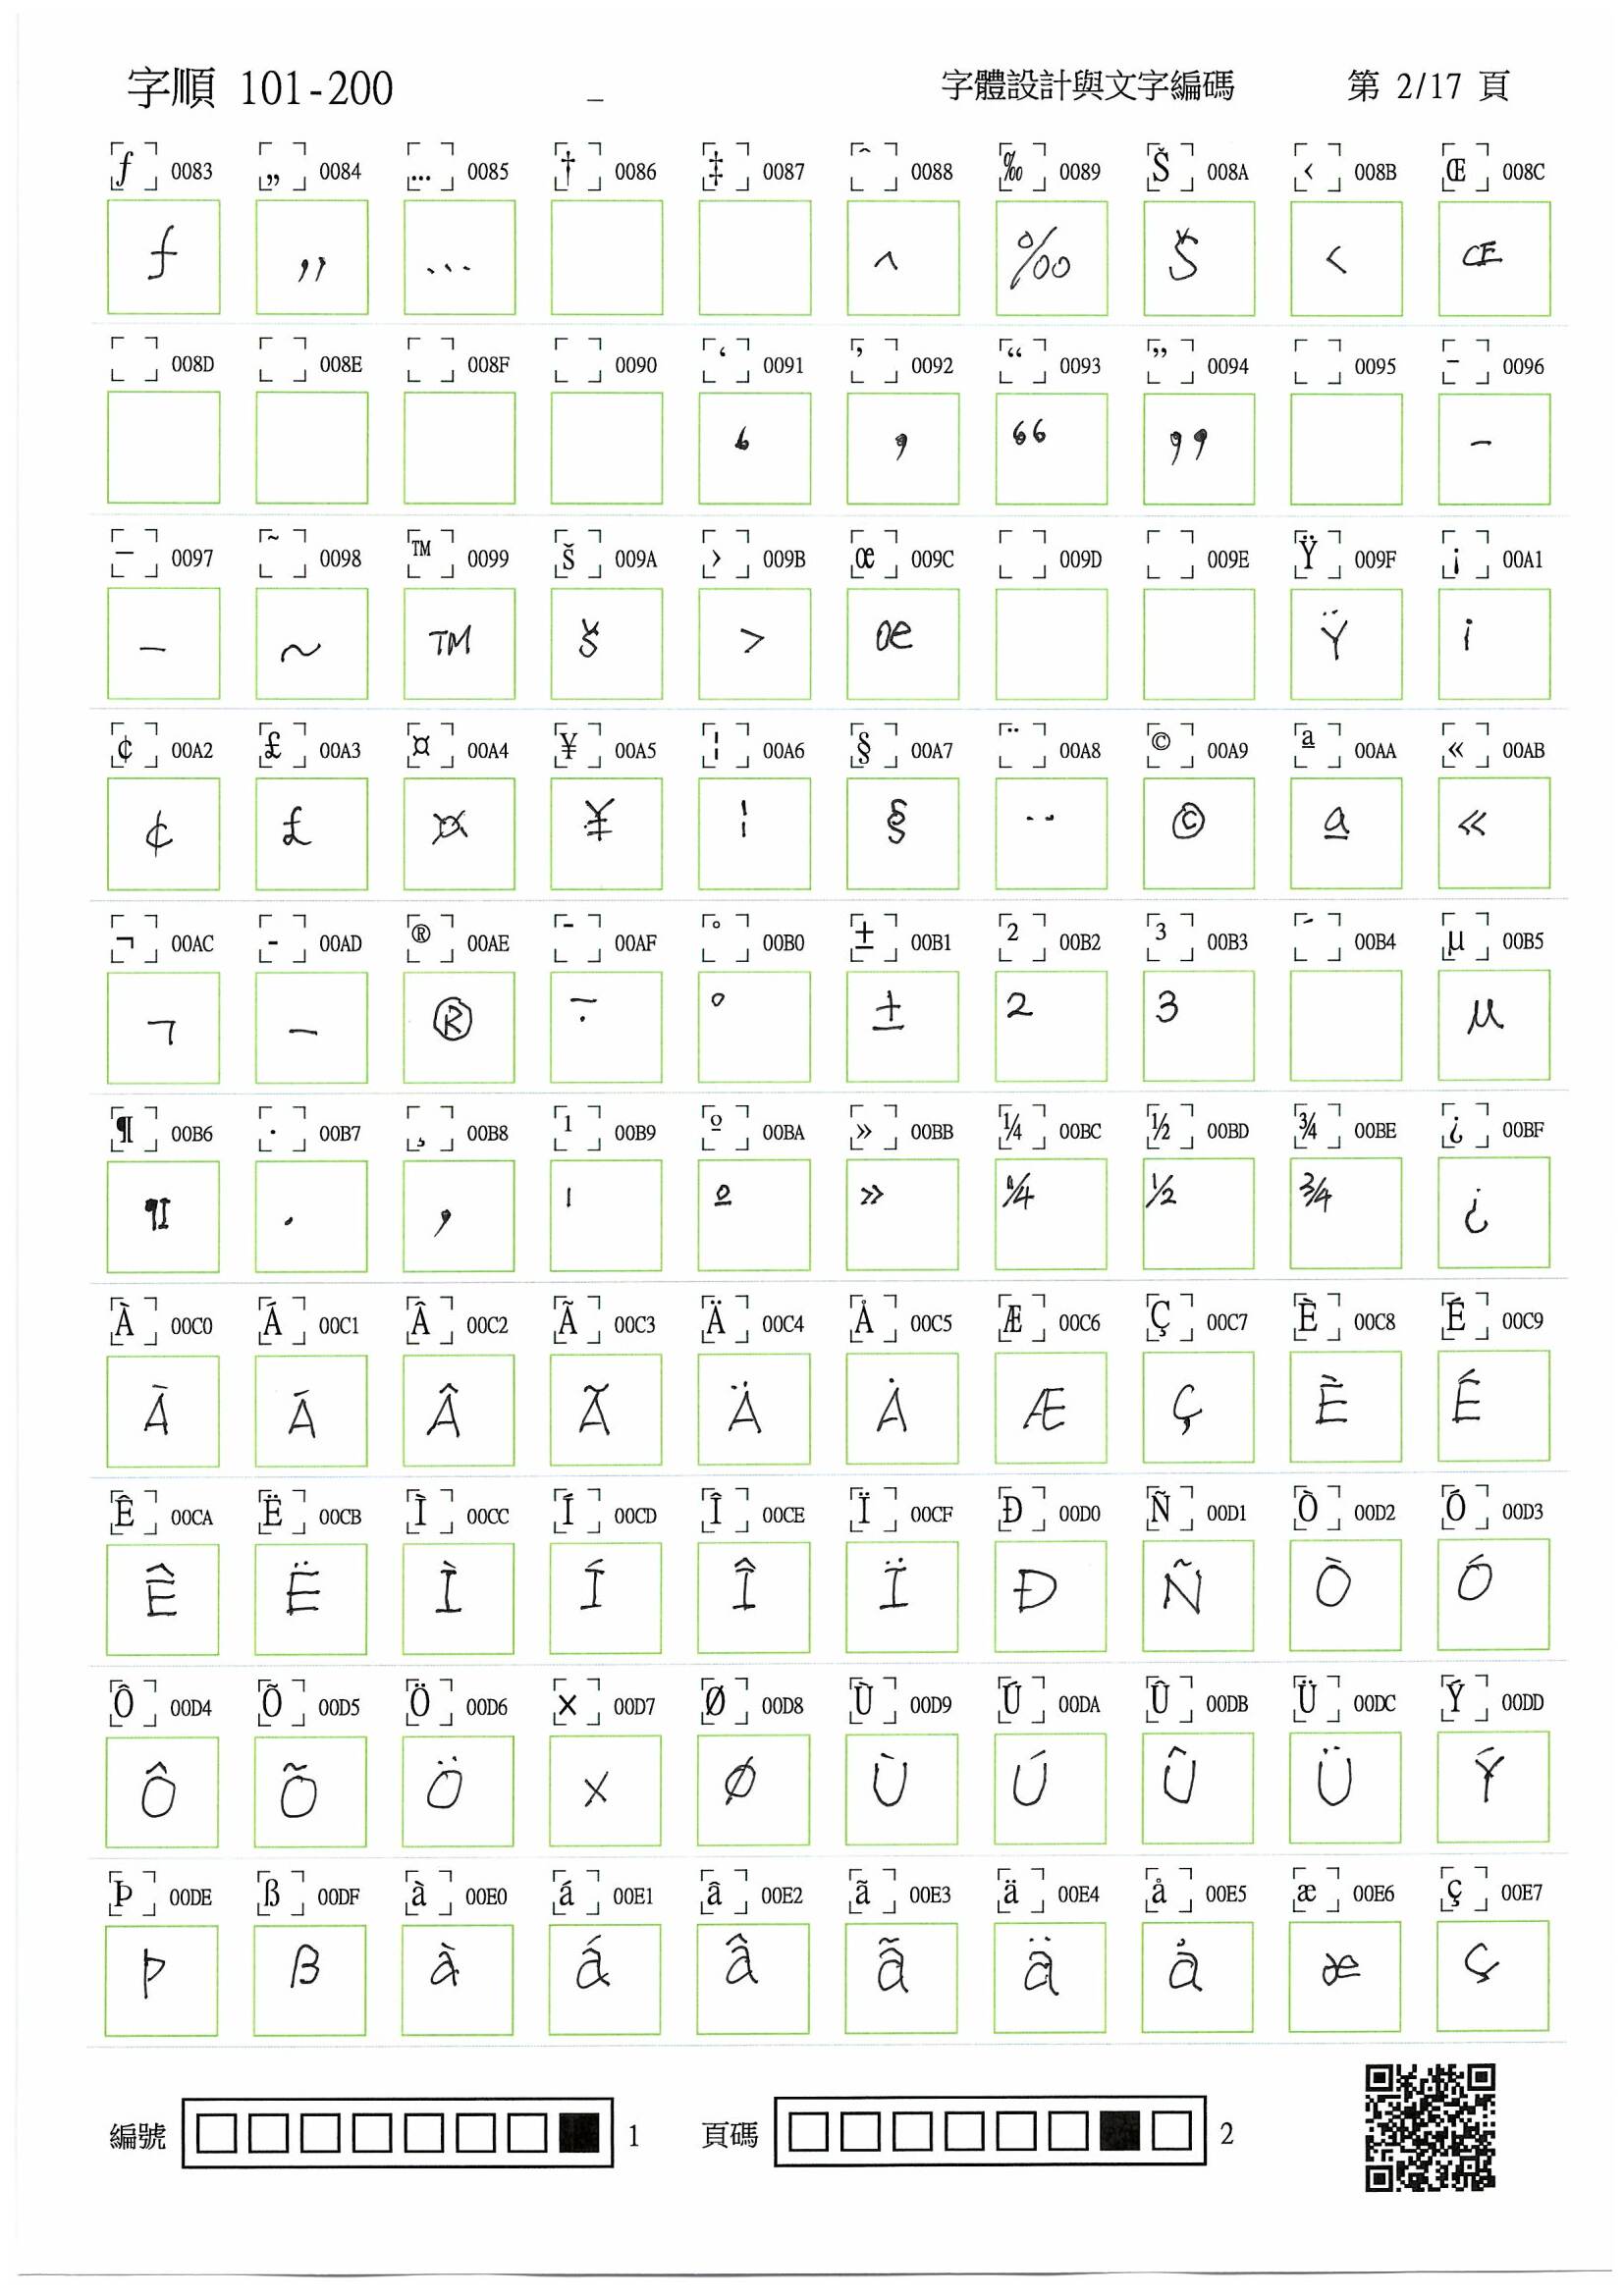 字順 101-200 _ 字體設計與文字編碼 第 2/17 頁
ƒ 0083 „ 0084 … 0085 † 0086 ‡ 0087 ˆ 0088 ‰ 0089 Š 008A ‹ 008B Œ 008C
ƒ „ … ^ ‰ Š ‹ Œ
008D 008E 008F 0090 ‘ 0091 ’ 0092 “ 0093 ” 0094 0095 – 0096
‘ ’ “ ” –
— 0097 ˜ 0098 ™ 0099 š 009A › 009B œ 009C 009D 009E Ÿ 009F ¡ 00A1
— ~ ™ š › œ Ÿ i
¢ 00A2 £ 00A3 ¤ 00A4 ¥ 00A5 ¦ 00A6 § 00A7 ¨ 00A8 © 00A9 ª 00AA « 00AB
¢ £ ¤ ¥ ¦ § ¨ © ª «
¬ 00AC - 00AD ® 00AE ¯ 00AF ° 00B0 ± 00B1 ² 00B2 ³ 00B3 ´ 00B4 µ 00B5
¬ — ® ° ± 2 3 µ
¶ 00B6 · 00B7 ¸ 00B8 ¹ 00B9 º 00BA » 00BB ¼ 00BC ½ 00BD ¾ 00BE ¿ 00BF
¶ · , ¹ º » ¼ ½ ¾ ¿
À 00C0 Á 00C1 Â 00C2 Ã 00C3 Ä 00C4 Å 00C5 Æ 00C6 Ç 00C7 È 00C8 É 00C9
À Á Â Ã Ä Å Æ Ç È É
Ê 00CA Ë 00CB Ì 00CC Í 00CD Î 00CE Ï 00CF Ð 00D0 Ñ 00D1 Ò 00D2 Ó 00D3
Ê Ë Ì Í Î Ï Ð Ñ Ò Ó
Ô 00D4 Õ 00D5 Ö 00D6 × 00D7 Ø 00D8 Ù 00D9 Ú 00DA Û 00DB Ü 00DC Ý 00DD
Ô Õ Ö × Ø Ù Ú Û Ü Ý
Þ 00DE ß 00DF à 00E0 á 00E1 â 00E2 ã 00E3 ä 00E4 å 00E5 æ 00E6 ç 00E7
Þ ß à á â ã ä å æ ç
編號 1 頁碼 2